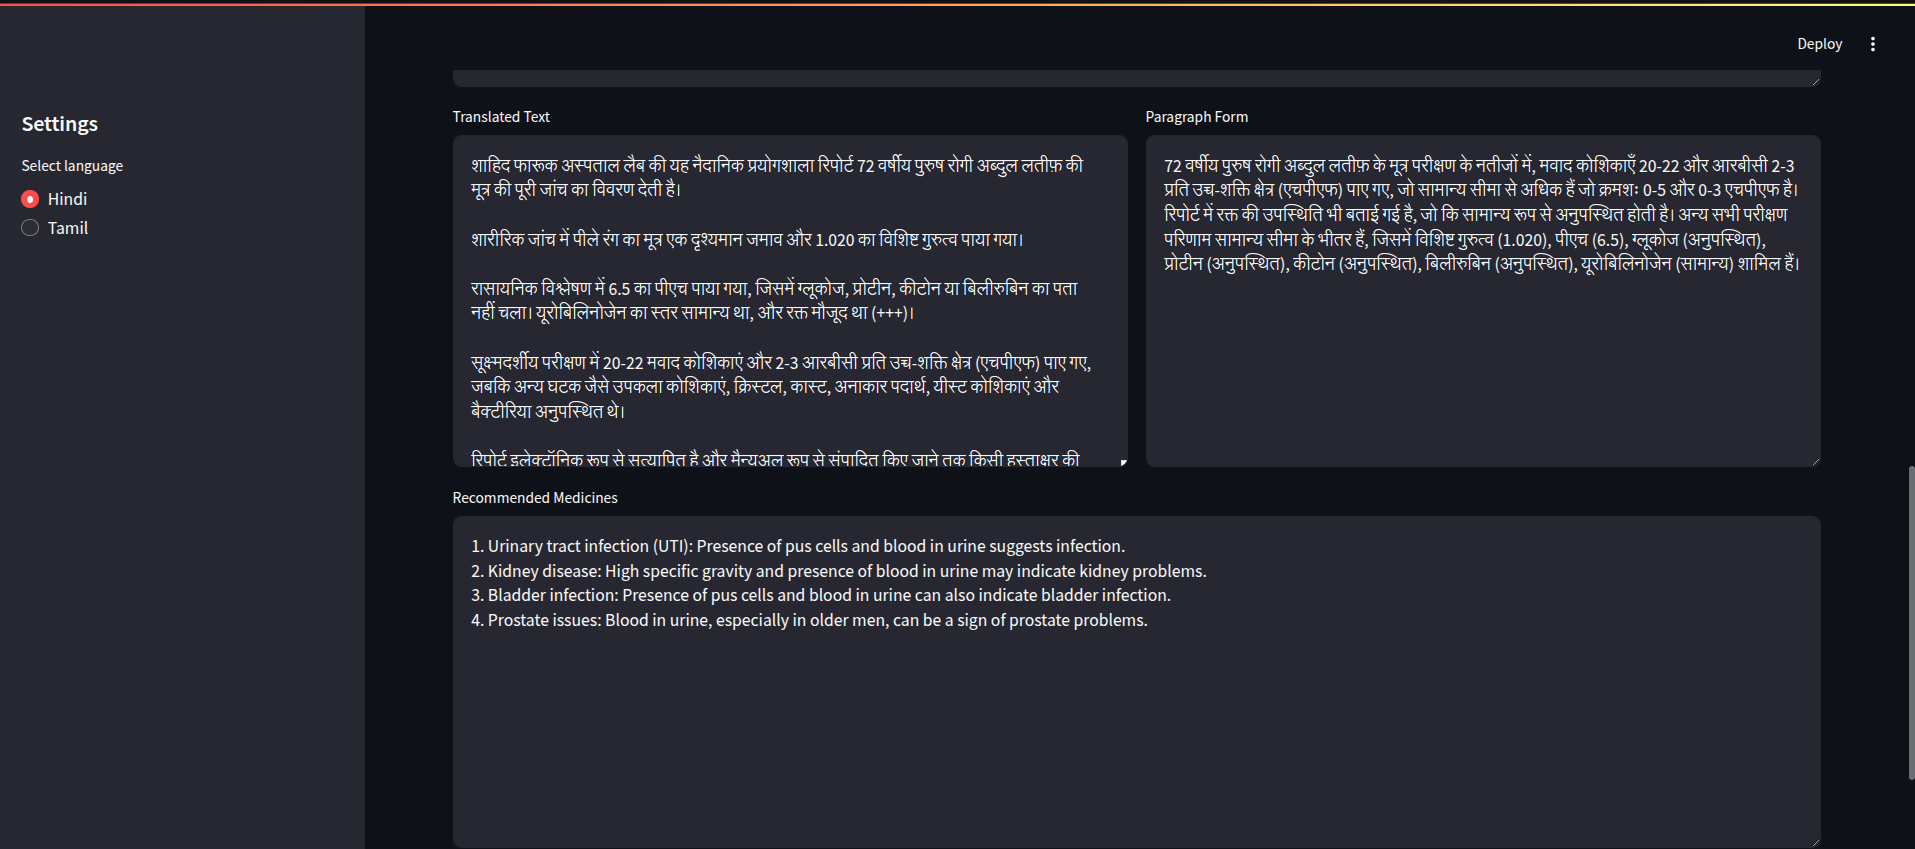 Deploy
Settings
Select language
Hindi
Tamil
Translated Text
शाहिद फारूक अस्पताल लैब की यह नैदानिक प्रयोगशाला रिपोर्ट 72 वर्षीय पुरुष रोगी अब्दुल लतीफ़ की
मूत्र की पूरी जांच का विवरण देती है।
शारीरिक जांच में पीले रंग का मूत्र एक दृश्यमान जमाव और 1.020 का विशिष्ट गुरुत्व पाया गया।
रासायनिक विश्लेषण में 6.5 का पीएच पाया गया, जिसमें ग्लूकोज, प्रोटीन, कीटोन या बिलीरुबिन का पता
नहीं चला। यूरोबिलिनोजेन का स्तर सामान्य था, और रक्त मौजूद था (+++)।
सूक्ष्मदर्शीय परीक्षण में 20-22 मवाद कोशिकाएं और 2-3 आरबीसी प्रति उच्च-शक्ति क्षेत्र (एचपीएफ) पाए गए,
जबकि अन्य घटक जैसे उपकला कोशिकाएं, क्रिस्टल, कास्ट, अनाकार पदार्थ, यीस्ट कोशिकाएं और
बैक्टीरिया अनुपस्थित थे।
रिपोर्ट इलेक्ट्रॉनिक रूप से सत्यापित है और मैन्युअल रूप से संपादित किए जाने तक किसी हस्ताक्षर की
Paragraph Form
72 वर्षीय पुरुष रोगी अब्दुल लतीफ़ के मूत्र परीक्षण के नतीजों में, मवाद कोशिकाएँ 20-22 और आरबीसी 2-3
प्रति उच्च-शक्ति क्षेत्र (एचपीएफ) पाए गए, जो सामान्य सीमा से अधिक हैं जो क्रमशः 0-5 और 0-3 एचपीएफ है।
रिपोर्ट में रक्त की उपस्थिति भी बताई गई है, जो कि सामान्य रूप से अनुपस्थित होती है। अन्य सभी परीक्षण
परिणाम सामान्य सीमा के भीतर हैं, जिसमें विशिष्ट गुरुत्व (1.020), पीएच (6.5), ग्लूकोज (अनुपस्थित),
प्रोटीन (अनुपस्थित), कीटोन (अनुपस्थित), बिलीरुबिन (अनुपस्थित), यूरोबिलिनोजेन (सामान्य) शामिल हैं।
Recommended Medicines
1. Urinary tract infection (UTI): Presence of pus cells and blood in urine suggests infection.
2. Kidney disease: High specific gravity and presence of blood in urine may indicate kidney problems.
3. Bladder infection: Presence of pus cells and blood in urine can also indicate bladder infection.
4. Prostate issues: Blood in urine, especially in older men, can be a sign of prostate problems.